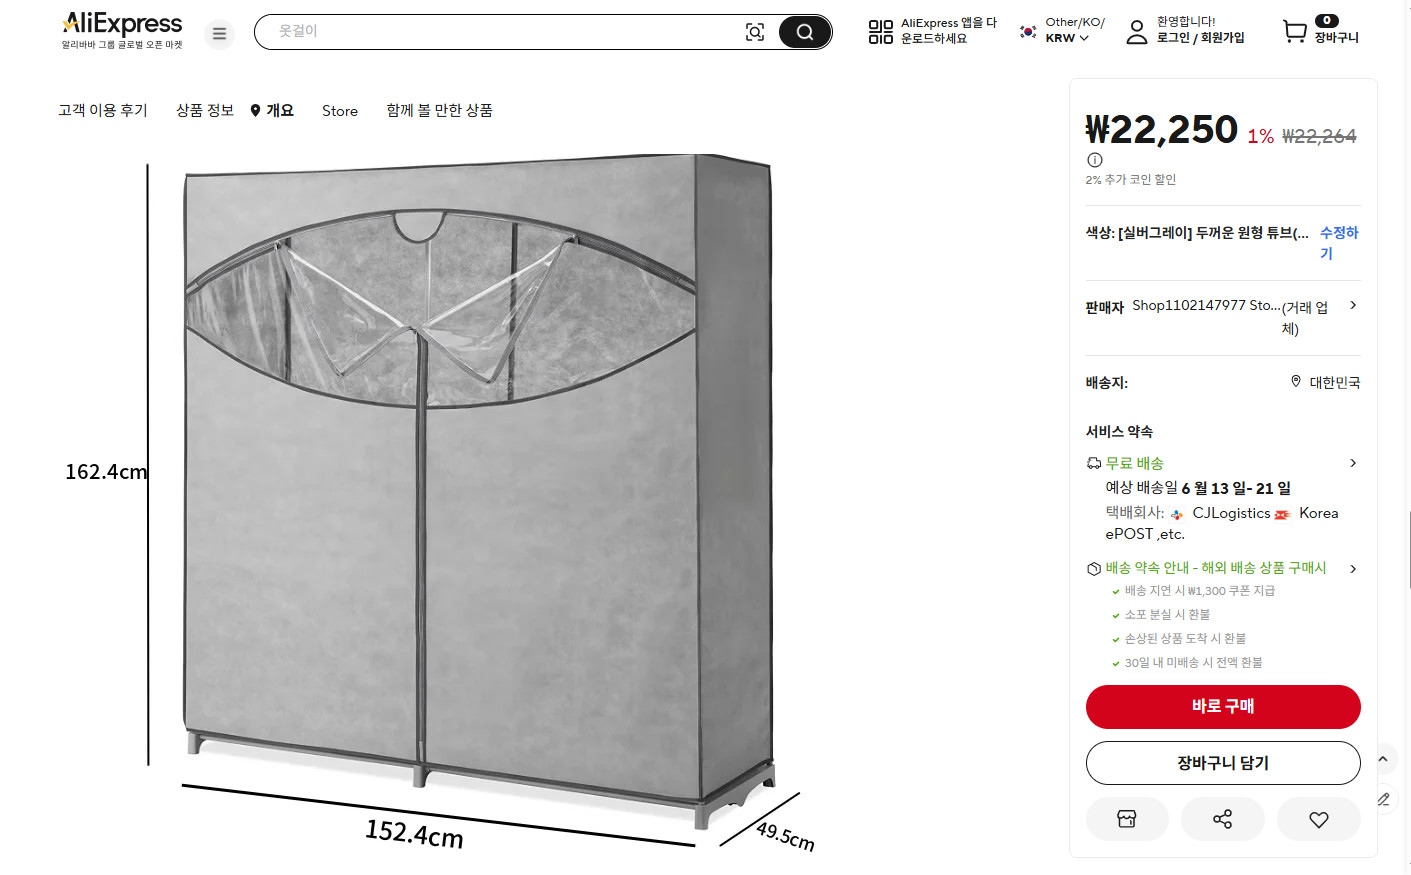 AliExpress
알리바바 그룹 글로벌 오픈 마켓
옷걸이
AliExpress 앱을 다
운로드하세요
Other/KO/
KRW
환영합니다!
로그인 / 회원가입
0
장바구니
고객 이용 후기
상품 정보
개요
Store
함께 볼 만한 상품
162.4cm
152.4cm
49.5cm
₩22,250 1% ₩22,264
2% 추가 코인 할인
색상: [실버그레이] 두꺼운 원형 튜브(... 수정하
기
판매자 Shop1102147977 Sto...(거래 업
체)
배송지: 대한민국
서비스 약속
무료 배송
예상 배송일 6 월 13 일- 21 일
택배회사: CJLogistics Korea
ePOST ,etc.
배송 약속 안내 - 해외 배송 상품 구매시
배송 지연 시 ₩1,300 쿠폰 지급
소포 분실 시 환불
손상된 상품 도착 시 환불
30일 내 미배송 시 전액 환불
바로 구매
장바구니 담기